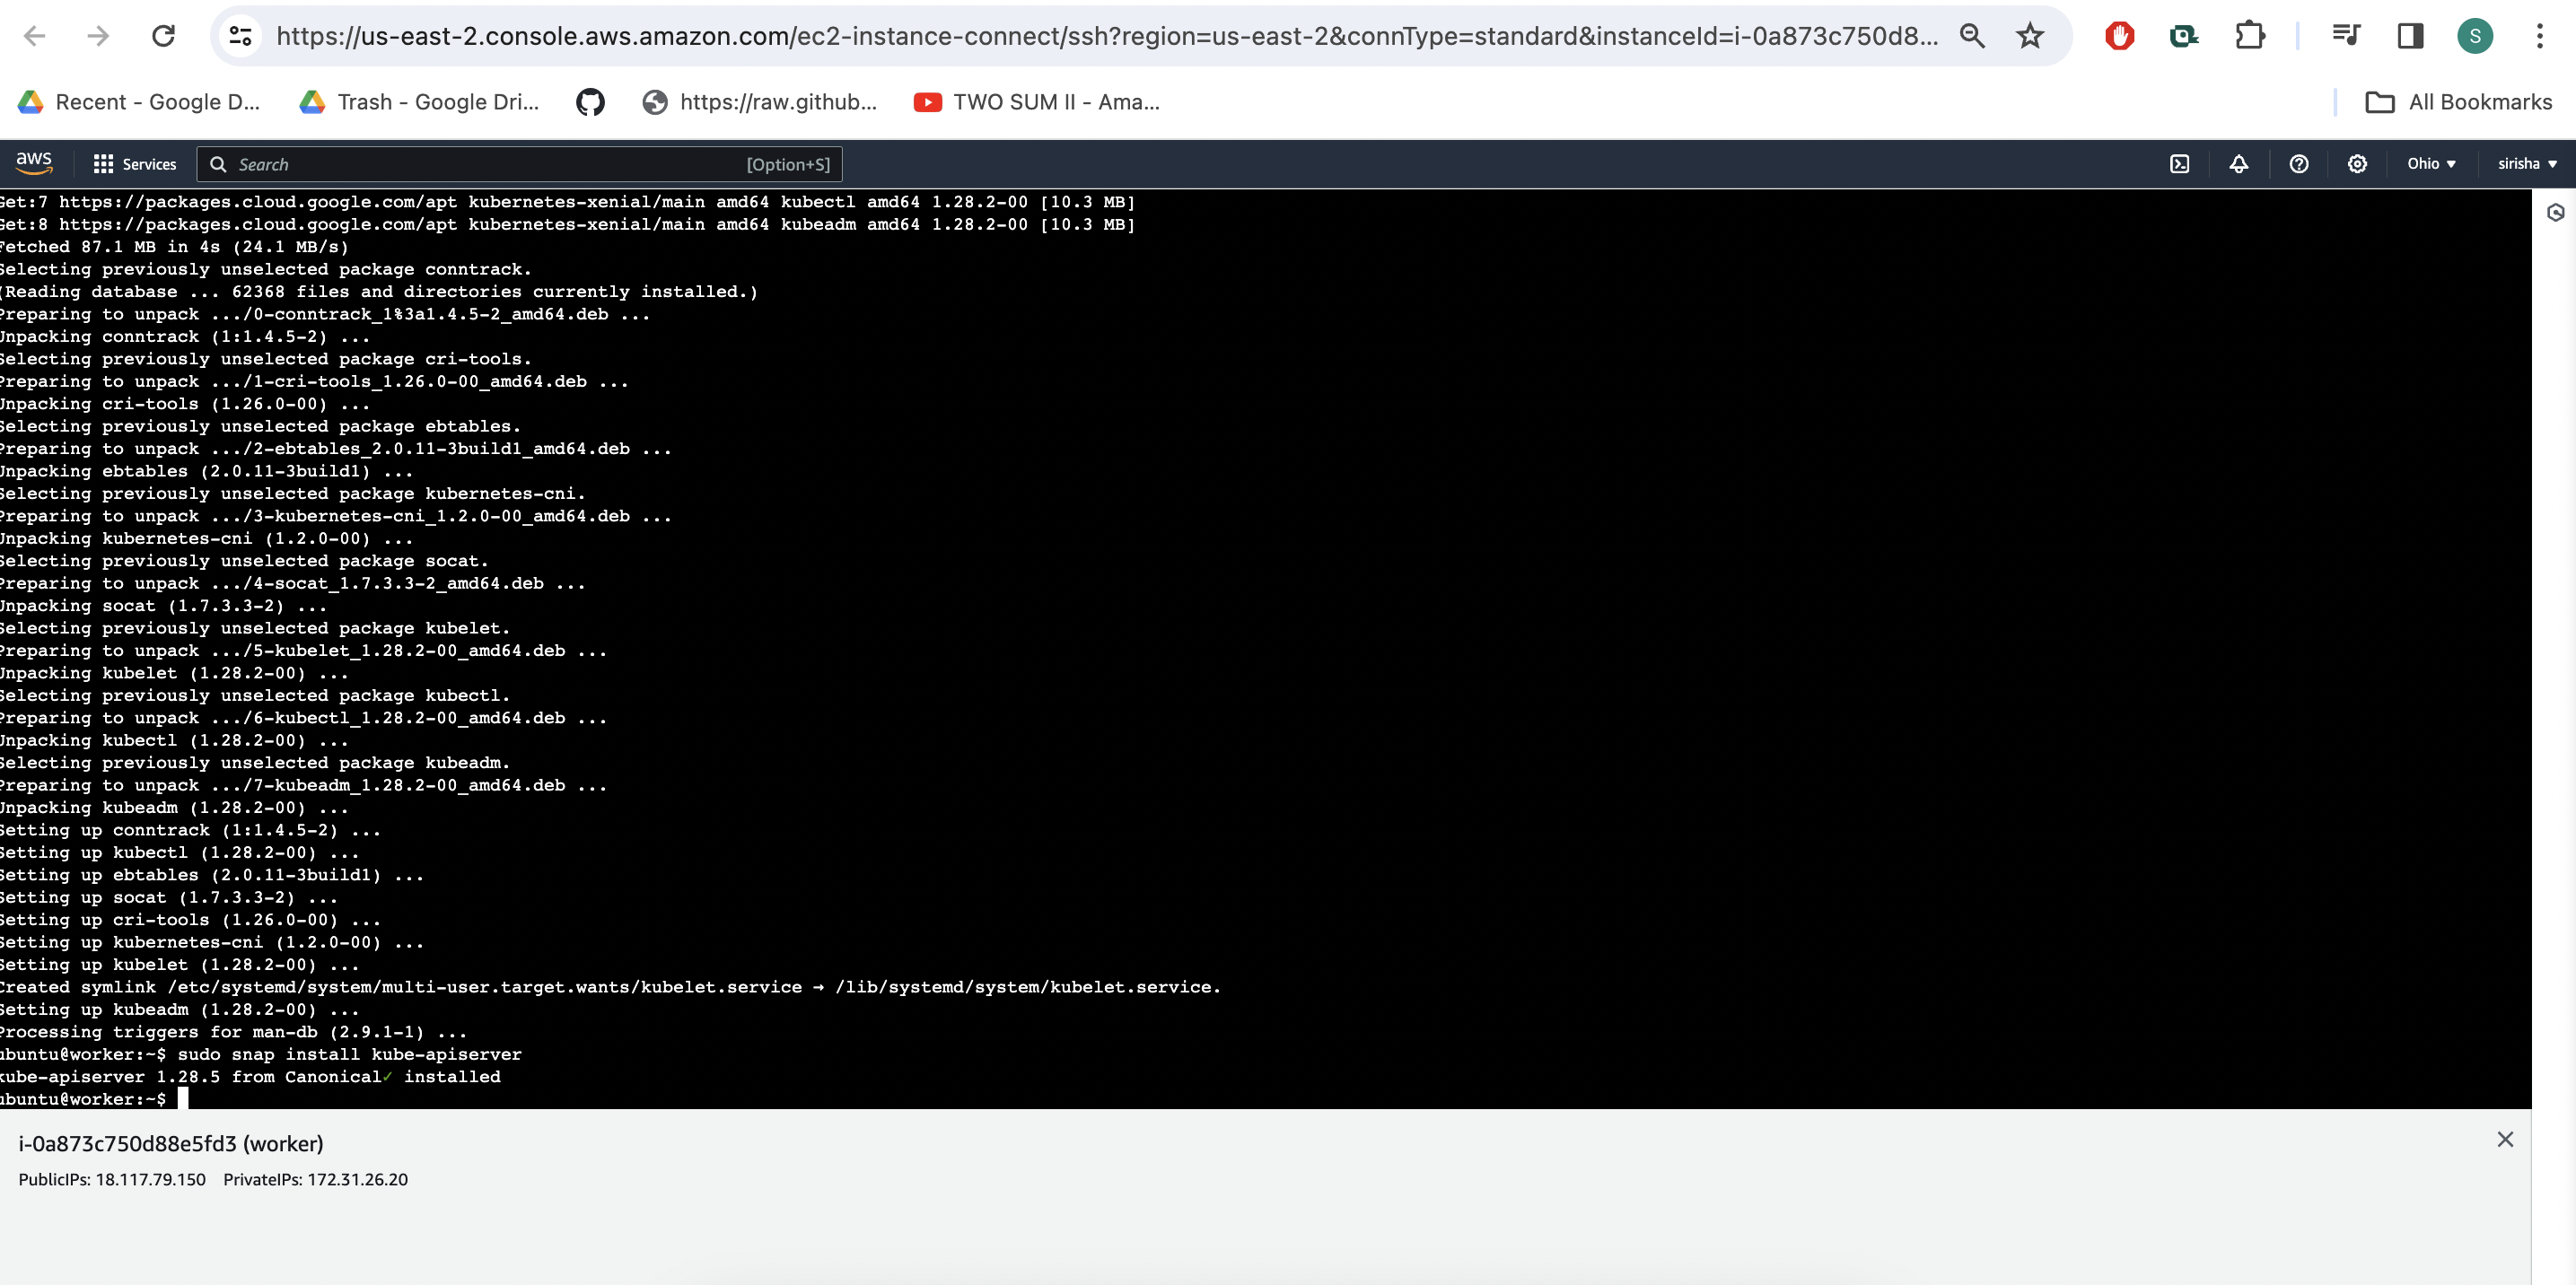 https://us-east-2.console.aws.amazon.com/ec2-instance-connect/ssh?region=us-east-2&connType=standard&instanceId=i-0a873c750d8...
S
Recent - Google D... Trash - Google Dri... https://raw.github... TWO SUM II - Ama... All Bookmarks
aws Services Search [Option+S] Ohio sirisha
Get:7 https://packages.cloud.google.com/apt kubernetes-xenial/main amd64 kubectl amd64 1.28.2-00 [10.3 MB]
Get:8 https://packages.cloud.google.com/apt kubernetes-xenial/main amd64 kubeadm amd64 1.28.2-00 [10.3 MB]
Fetched 87.1 MB in 4s (24.1 MB/s)
Selecting previously unselected package conntrack.
(Reading database ... 62368 files and directories currently installed.)
Preparing to unpack .../0-conntrack_1%3a1.4.5-2_amd64.deb ...
Unpacking conntrack (1:1.4.5-2) ...
Selecting previously unselected package cri-tools.
Preparing to unpack .../1-cri-tools_1.26.0-00_amd64.deb ...
Unpacking cri-tools (1.26.0-00) ...
Selecting previously unselected package ebtables.
Preparing to unpack .../2-ebtables_2.0.11-3build1_amd64.deb ...
Unpacking ebtables (2.0.11-3build1) ...
Selecting previously unselected package kubernetes-cni.
Preparing to unpack .../3-kubernetes-cni_1.2.0-00_amd64.deb ...
Unpacking kubernetes-cni (1.2.0-00) ...
Selecting previously unselected package socat.
Preparing to unpack .../4-socat_1.7.3.3-2_amd64.deb ...
Unpacking socat (1.7.3.3-2) ...
Selecting previously unselected package kubelet.
Preparing to unpack .../5-kubelet_1.28.2-00_amd64.deb ...
Unpacking kubelet (1.28.2-00) ...
Selecting previously unselected package kubectl.
Preparing to unpack .../6-kubectl_1.28.2-00_amd64.deb ...
Unpacking kubectl (1.28.2-00) ...
Selecting previously unselected package kubeadm.
Preparing to unpack .../7-kubeadm_1.28.2-00_amd64.deb ...
Unpacking kubeadm (1.28.2-00) ...
Setting up conntrack (1:1.4.5-2) ...
Setting up kubectl (1.28.2-00) ...
Setting up ebtables (2.0.11-3build1) ...
Setting up socat (1.7.3.3-2) ...
Setting up cri-tools (1.26.0-00) ...
Setting up kubernetes-cni (1.2.0-00) ...
Setting up kubelet (1.28.2-00) ...
Created symlink /etc/systemd/system/multi-user.target.wants/kubelet.service → /lib/systemd/system/kubelet.service.
Setting up kubeadm (1.28.2-00) ...
Processing triggers for man-db (2.9.1-1) ...
ubuntu@worker:~$ sudo snap install kube-apiserver
kube-apiserver 1.28.5 from Canonical✓ installed
ubuntu@worker:~$
i-0a873c750d88e5fd3 (worker)
PublicIPs: 18.117.79.150 PrivateIPs: 172.31.26.20